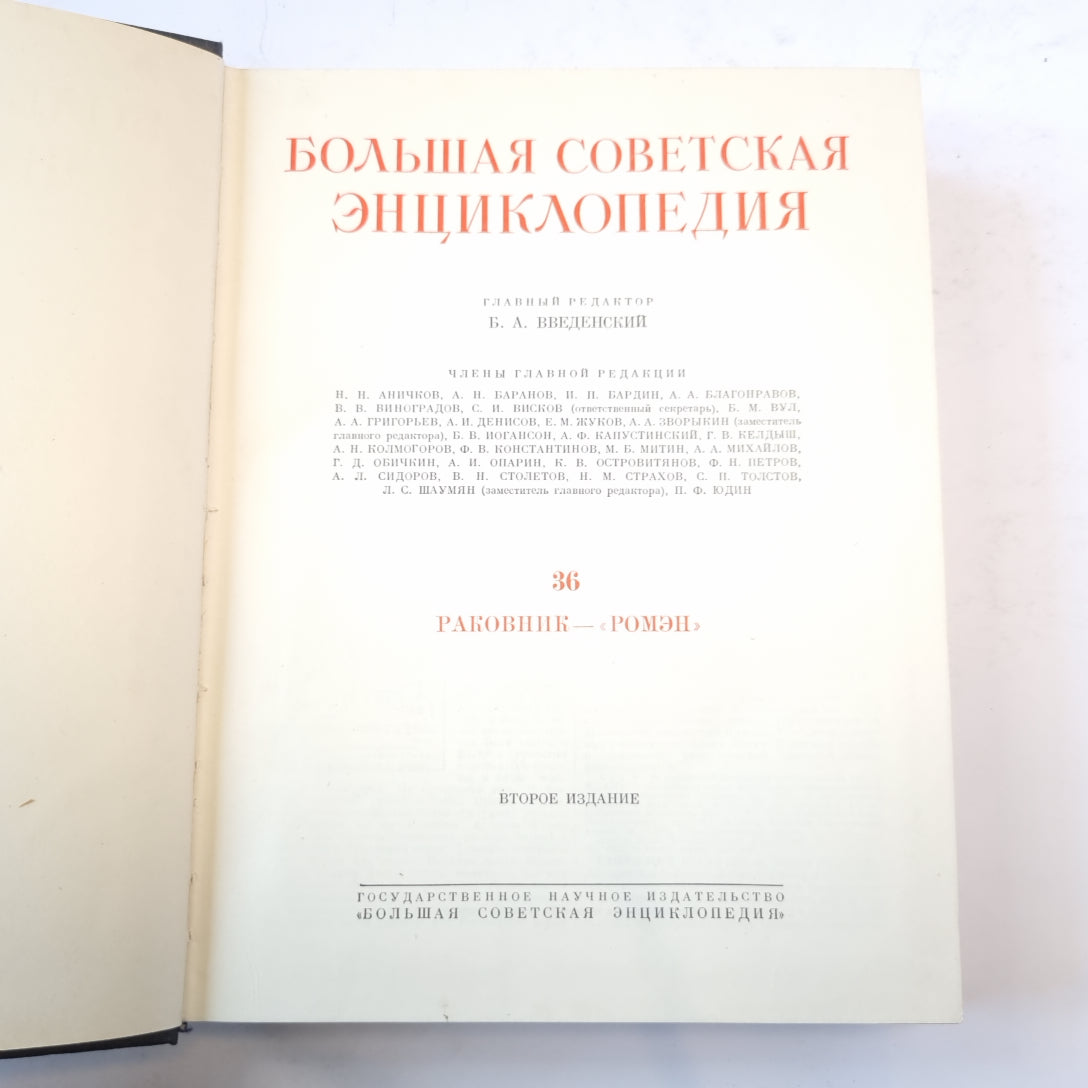 БОЛЬШАЯ СОВЕТСКАЯ
ЭНЦИКЛОПЕДИЯ
ГЛАВНЫЙ РЕДАКТОР
Б. А. ВВЕДЕНСКИЙ
ЧЛЕНЫ ГЛАВНОЙ РЕДАКЦИИ
Н. Н. АНИЧКОВ, А. Н. БАРАНОВ, И. П. БАРДИН, А. А. БЛАГОНРАВОВ,
В. В. ВИНОГРАДОВ, С. И. ВИСКОВ (ответственный секретарь), Б. М. ВУЛ,
А. А. ГРИГОРЬЕВ, А. И. ДЕНИСОВ, Е. М. ЖУКОВ, А. А. ЗВОРЫКИН (заместитель
главного редактора), Б. В. ИОГАНСОН, А. Ф. КАПУСТИНСКИЙ, Г. В. КЕЛДЫШ,
А. Н. КОЛМОГОРОВ, Ф. В. КОНСТАНТИНОВ, М. Б. МИТИН, А. А. МИХАЙЛОВ,
Г. Д. ОБИЧКИН, А. И. ОПАРИН, К. В. ОСТРОВИТЯНОВ, Ф. Н. ПЕТРОВ,
А. Л. СИДОРОВ, В. Н. СТОЛЕТОВ, Н. М. СТРАХОВ, С. П. ТОЛСТОВ,
Л. С. ШАУМЯН (заместитель главного редактора), П. Ф. ЮДИН
36
РАКОВНИК — «РОМЭН»
ВТОРОЕ ИЗДАНИЕ
ГОСУДАРСТВЕННОЕ НАУЧНОЕ ИЗДАТЕЛЬСТВО
«БОЛЬШАЯ СОВЕТСКАЯ ЭНЦИКЛОПЕДИЯ»